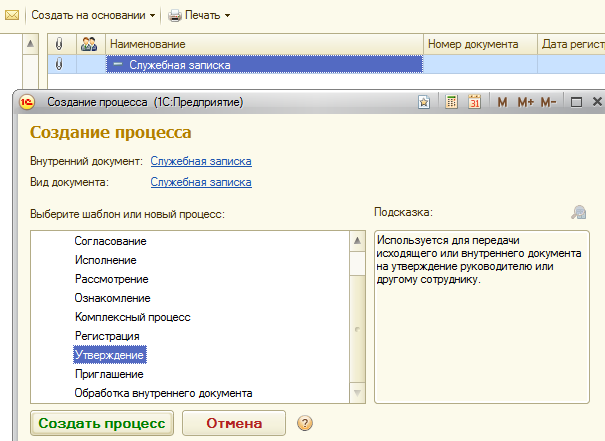 Создать на основании Печать
Наименование Номер документа Дата регист
Служебная записка
1С Создание процесса (1С:Предприятие) 31 M M+ M-
Создание процесса
Внутренний документ: Служебная записка
Вид документа: Служебная записка
Выберите шаблон или новый процесс: Подсказка:
Согласование
Исполнение
Рассмотрение
Ознакомление
Комплексный процесс
Регистрация
Утверждение
Приглашение
Обработка внутреннего документа
Используется для передачи
исходящего или внутреннего документа
на утверждение руководителю или
другому сотруднику.
Создать процесс Отмена ?